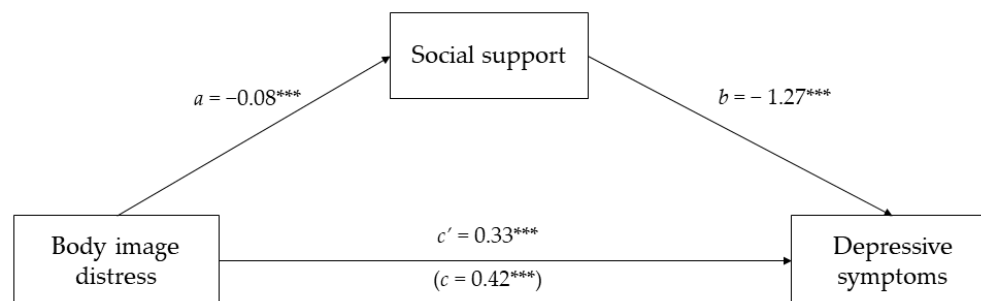 Social support
a = −0.08***
b = − 1.27***
Body image
distress
c′ = 0.33***
(c = 0.42***)
Depressive
symptoms